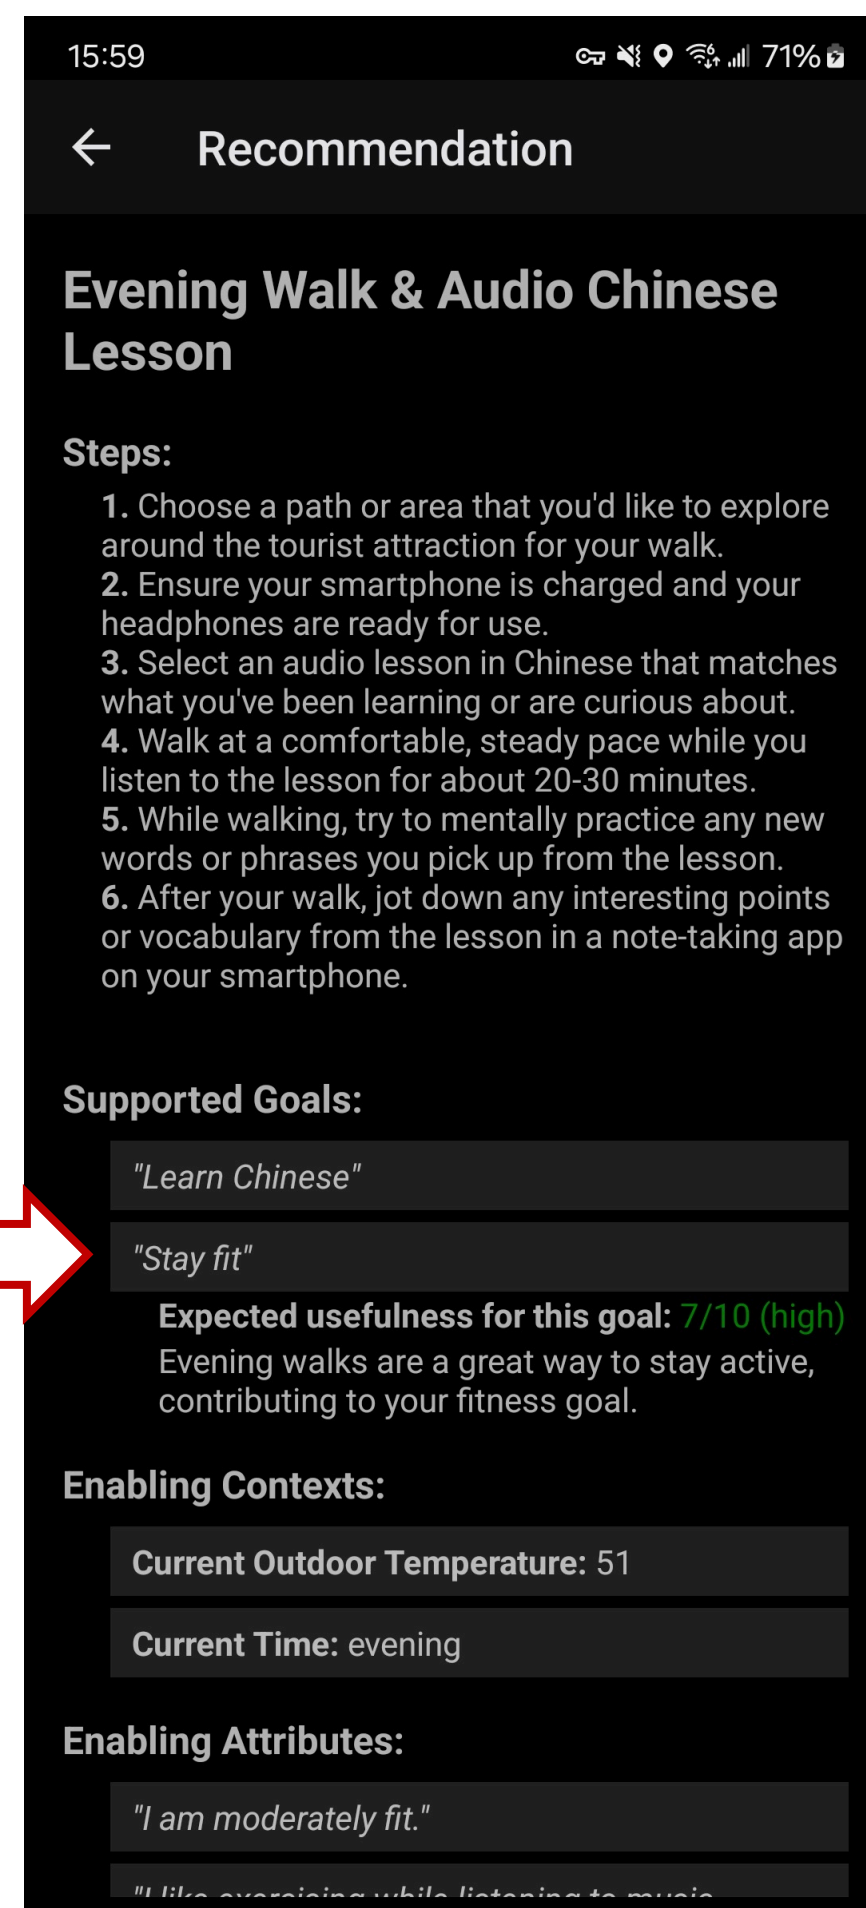 15:59
71%
Recommendation
Evening Walk & Audio Chinese
Lesson
Steps:
1. Choose a path or area that you'd like to explore
around the tourist attraction for your walk.
2. Ensure your smartphone is charged and your
headphones are ready for use.
3. Select an audio lesson in Chinese that matches
what you've been learning or are curious about.
4. Walk at a comfortable, steady pace while you
listen to the lesson for about 20-30 minutes.
5. While walking, try to mentally practice any new
words or phrases you pick up from the lesson.
6. After your walk, jot down any interesting points
or vocabulary from the lesson in a note-taking app
on your smartphone.
Supported Goals:
"Learn Chinese"
"Stay fit"
Expected usefulness for this goal: 7/10 (high)
Evening walks are a great way to stay active,
contributing to your fitness goal.
Enabling Contexts:
Current Outdoor Temperature: 51
Current Time: evening
Enabling Attributes:
"I am moderately fit."
"I like exercising while listening to music